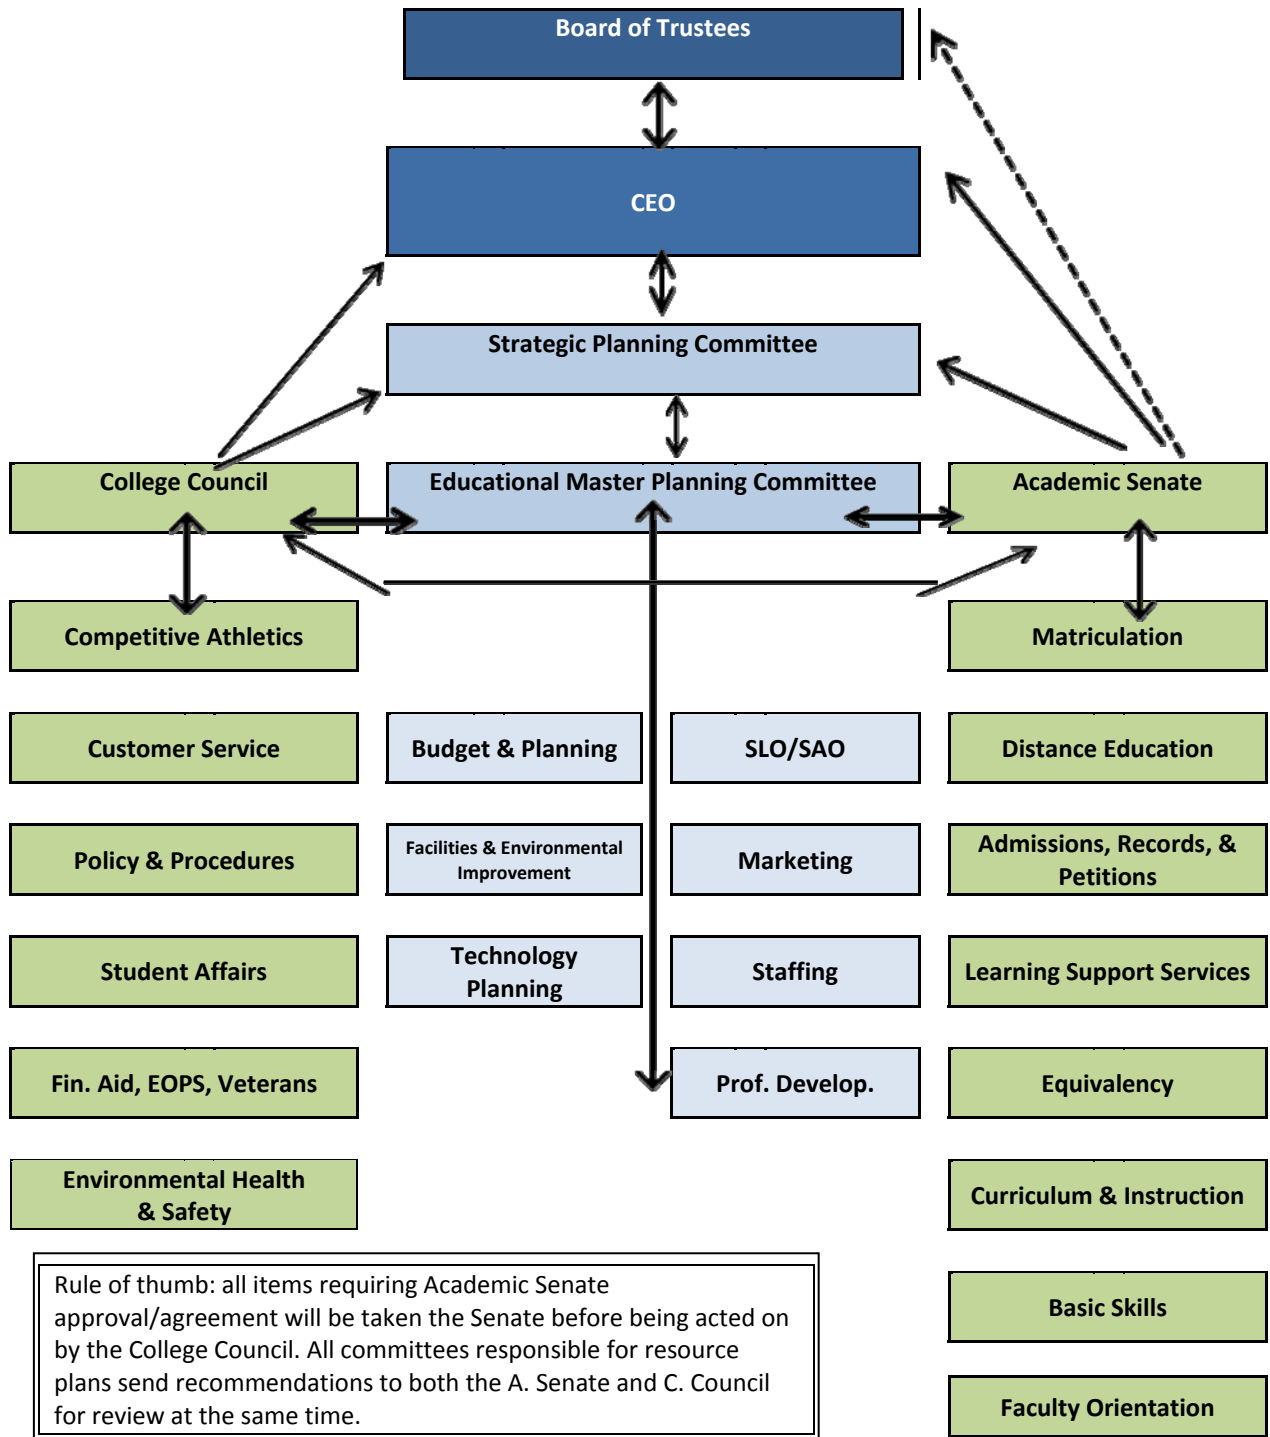 Board of Trustees
CEO
Strategic Planning Committee
College Council
Educational Master Planning Committee
Academic Senate
Competitive Athletics
Matriculation
Customer Service
Budget & Planning
SLO/SAO
Distance Education
Policy & Procedures
Facilities & Environmental
Improvement
Marketing
Admissions, Records, &
Petitions
Student Affairs
Technology
Planning
Staffing
Learning Support Services
Fin. Aid, EOPS, Veterans
Prof. Develop.
Equivalency
Environmental Health
& Safety
Curriculum & Instruction
Rule of thumb: all items requiring Academic Senate
approval/agreement will be taken the Senate before being acted on
by the College Council. All committees responsible for resource
plans send recommendations to both the A. Senate and C. Council
for review at the same time.
Basic Skills
Faculty Orientation